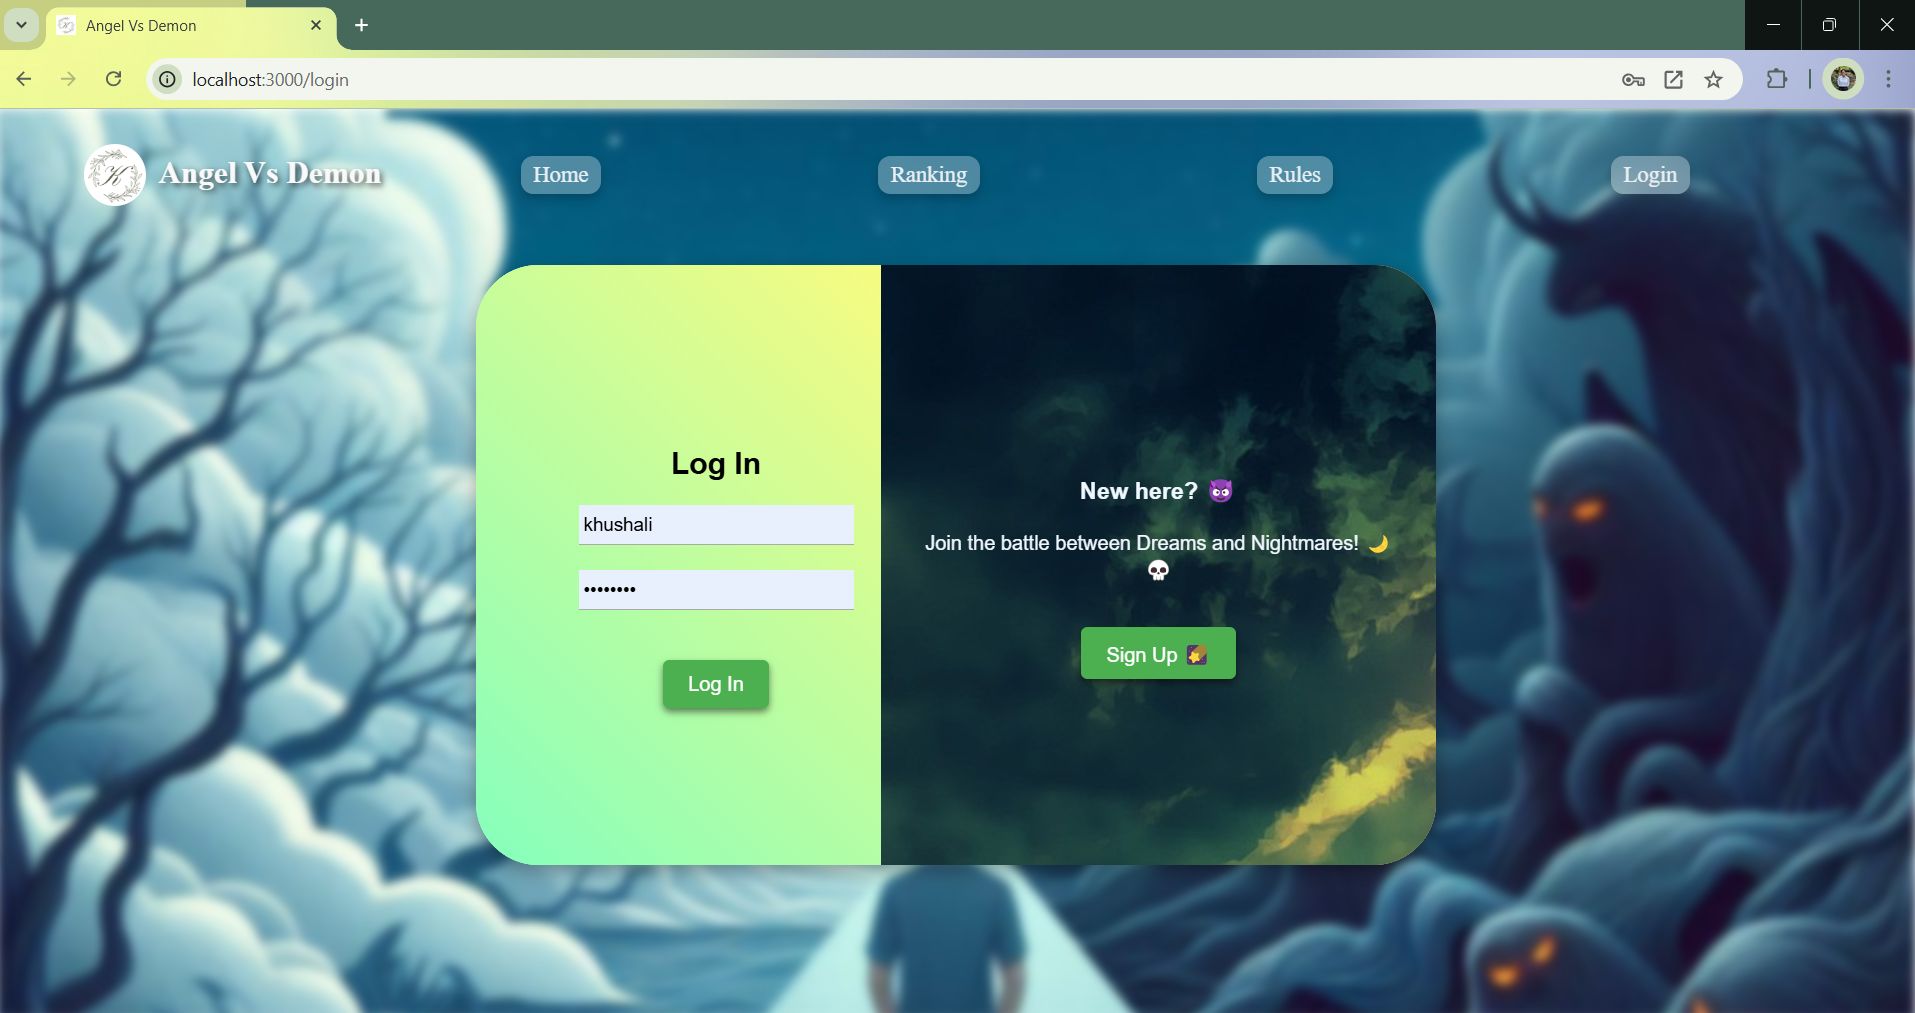 Angel Vs Demon
localhost:3000/login
K
Angel Vs Demon
Home
Ranking
Rules
Login
Log In
khushali
••••••••
Log In
New here? 😈
Join the battle between Dreams and Nightmares! 🌙
💀
Sign Up 🌠